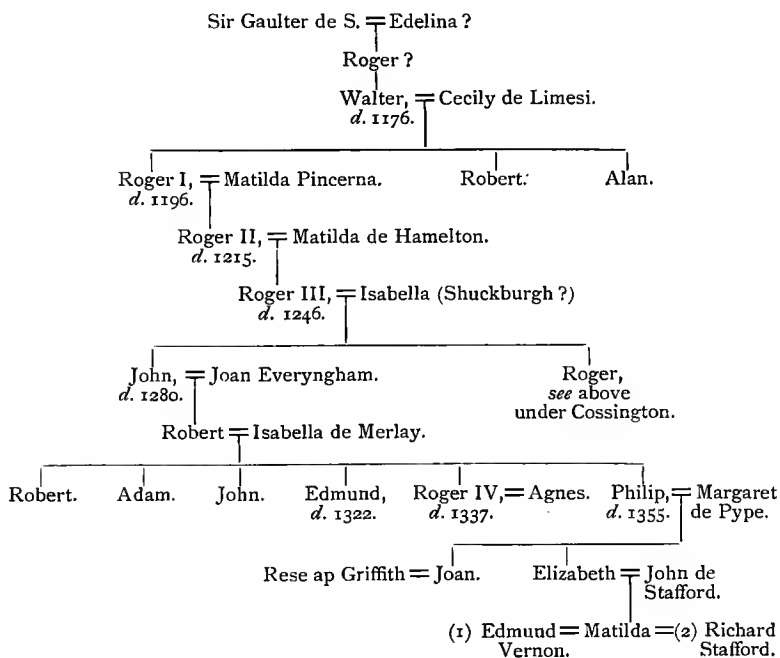 Sir Gaulter de S. = Edelina ?
Roger ?
Walter, = Cecily de Limesi.
d. 1176.
Roger I, = Matilda Pincerna. Robert. Alan.
d. 1196.
Roger II, = Matilda de Hamelton.
d. 1215.
Roger III, = Isabella (Shuckburgh ?)
d. 1246.
John, = Joan Everyngham. Roger,
d. 1280. see above
under Cossington.
Robert = Isabella de Merlay.
Robert. Adam. John. Edmund, Roger IV, = Agnes. Philip, = Margaret
d. 1322. d. 1337. d. 1355. de Pype.
Rese ap Griffith = Joan. Elizabeth = John de
Stafford.
(1) Edmund = Matilda = (2) Richard
Vernon. Stafford.